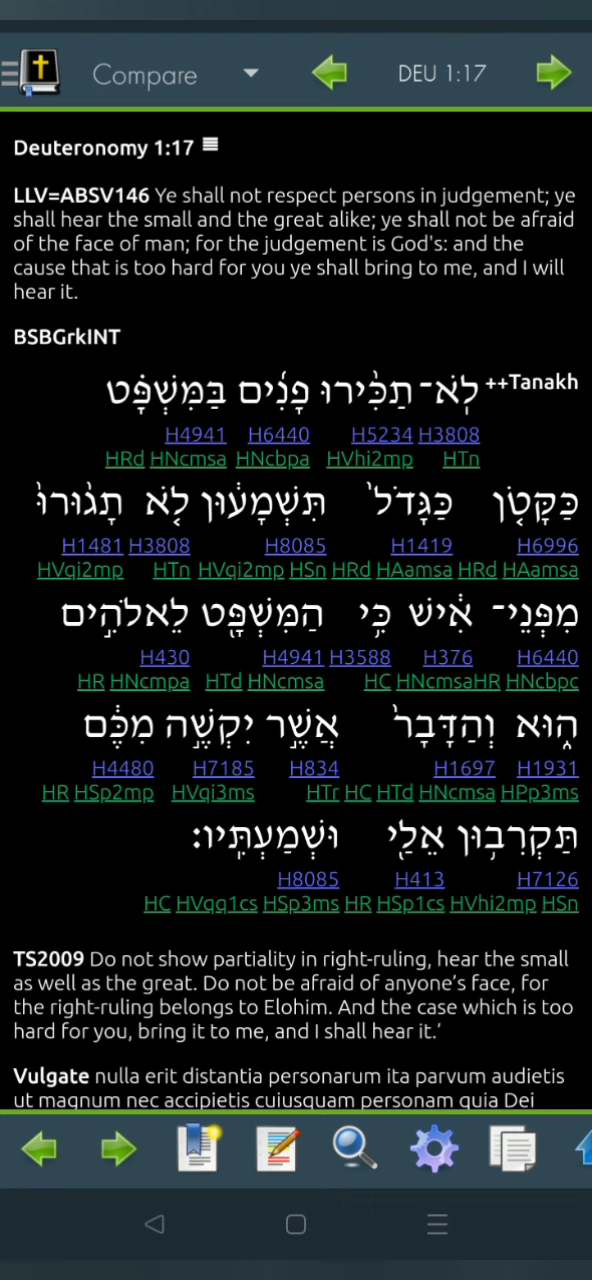 Compare
DEU 1:17
Deuteronomy 1:17
LLV=ABSV146 Ye shall not respect persons in judgement; ye
shall hear the small and the great alike; ye shall not be afraid
of the face of man; for the judgement is God's: and the
cause that is too hard for you ye shall bring to me, and I will
hear it.
BSBGrkINT
++Tanakh לֹֽא־תַכִּ֨ירוּ פָנִ֜ים בַּמִּשְׁפָּ֗ט
H4941 H6440 H5234 H3808
HRd HNcmsa HNcbpa HVhi2mp HTn
כַּקָּטֹ֤ן כַּגָּדֹל֙ תִּשְׁמָע֔וּן לֹ֤א תָג֙וּרוּ֙
H1481 H3808 H8085 H1419 H6996
HVqi2mp HTn HVqi2mp HSn HRd HAamsa HRd HAamsa
מִפְּנֵי־ אִ֔ישׁ כִּ֥י הַמִּשְׁפָּ֖ט לֵאלֹהִ֣ים
H430 H4941 H3588 H376 H6440
HR HNcmpa HTd HNcmsa HC HNcmsaHR HNcbpc
ה֑וּא וְהַדָּבָר֙ אֲשֶׁ֣ר יִקְשֶׁ֣ה מִכֶּ֔ם
H4480 H7185 H834 H1697 H1931
HR HSp2mp HVqi3ms HTr HC HTd HNcmsa HPp3ms
תַּקְרִב֥וּן אֵלַ֖י וּשְׁמַעְתִּֽיו׃
H8085 H413 H7126
HC HVqq1cs HSp3ms HR HSp1cs HVhi2mp HSn
TS2009 Do not show partiality in right-ruling, hear the small
as well as the great. Do not be afraid of anyone’s face, for
the right-ruling belongs to Elohim. And the case which is too
hard for you, bring it to me, and I shall hear it.’
Vulgate nulla erit distantia personarum ita parvum audietis
ut magnum nec accipietis cuiusquam personam quia Dei